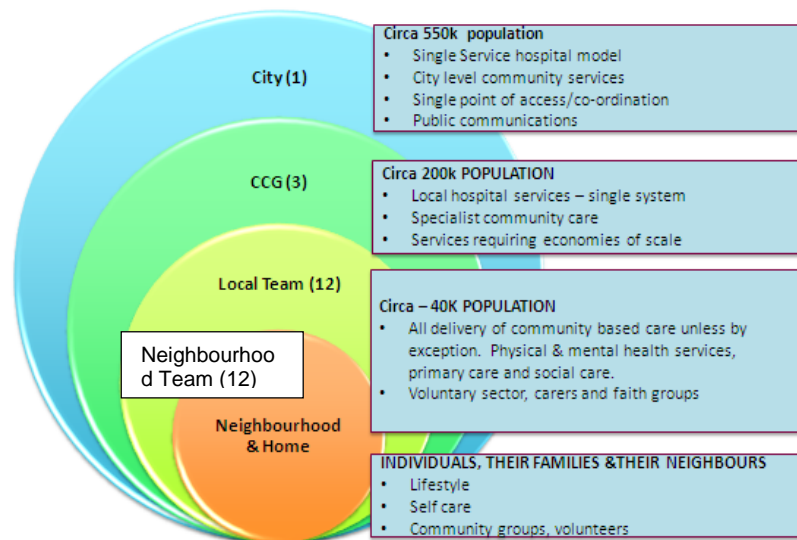 City (1)
Circa 550k population
• Single Service hospital model
• City level community services
• Single point of access/co-ordination
• Public communications
CCG (3)
Circa 200k POPULATION
• Local hospital services – single system
• Specialist community care
• Services requiring economies of scale
Local Team (12)
Neighbourhoo
d Team (12)
Circa – 40K POPULATION
• All delivery of community based care unless by
exception. Physical & mental health services,
primary care and social care.
• Voluntary sector, carers and faith groups
Neighbourhood
& Home
INDIVIDUALS, THEIR FAMILIES &THEIR NEIGHBOURS
• Lifestyle
• Self care
• Community groups, volunteers